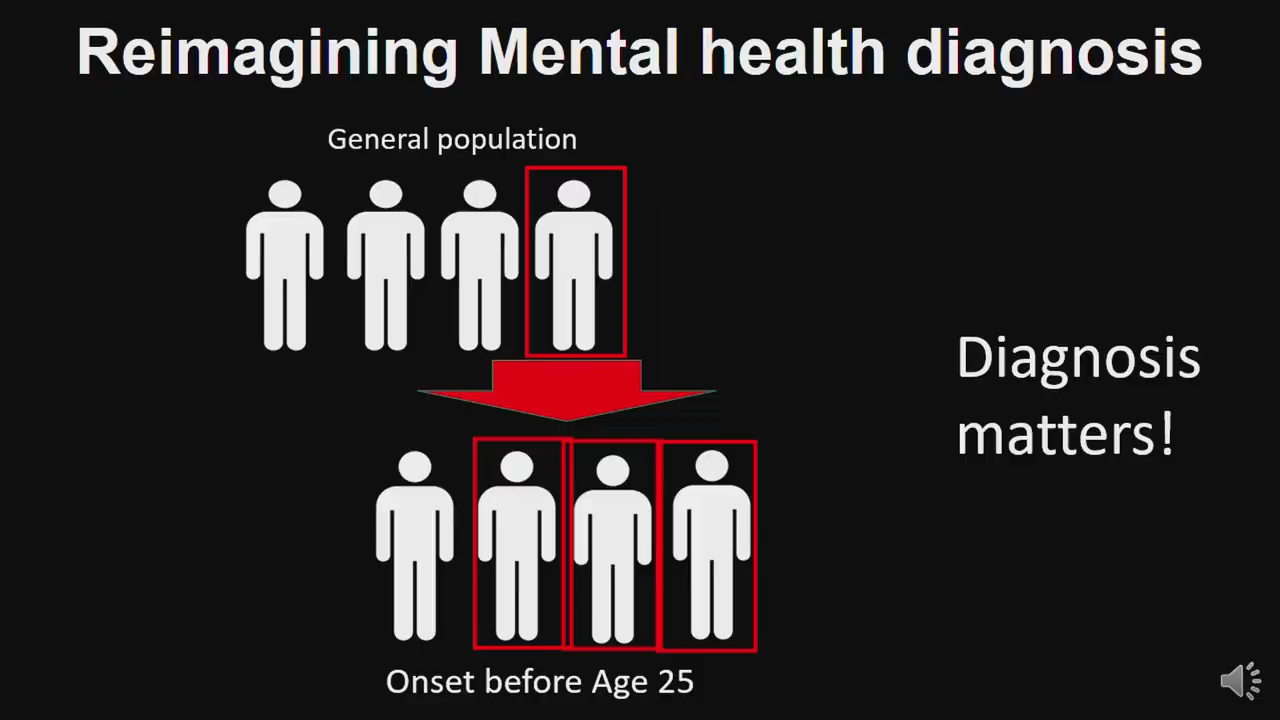 Reimagining Mental health diagnosis
General population
Diagnosis
matters!
Onset before Age 25